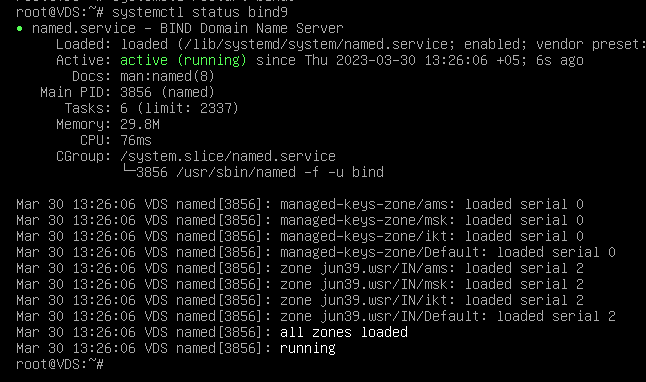 root@VDS:~# systemctl status bind9
● named.service - BIND Domain Name Server
Loaded: loaded (/lib/systemd/system/named.service; enabled; vendor preset:
Active: active (running) since Thu 2023-03-30 13:26:06 +05; 6s ago
Docs: man:named(8)
Main PID: 3856 (named)
Tasks: 6 (limit: 2337)
Memory: 29.8M
CPU: 76ms
CGroup: /system.slice/named.service
└─3856 /usr/sbin/named -f -u bind
Mar 30 13:26:06 VDS named[3856]: managed-keys-zone/ams: loaded serial 0
Mar 30 13:26:06 VDS named[3856]: managed-keys-zone/msk: loaded serial 0
Mar 30 13:26:06 VDS named[3856]: managed-keys-zone/ikt: loaded serial 0
Mar 30 13:26:06 VDS named[3856]: managed-keys-zone/Default: loaded serial 0
Mar 30 13:26:06 VDS named[3856]: zone jun39.wsr/IN/ams: loaded serial 2
Mar 30 13:26:06 VDS named[3856]: zone jun39.wsr/IN/msk: loaded serial 2
Mar 30 13:26:06 VDS named[3856]: zone jun39.wsr/IN/ikt: loaded serial 2
Mar 30 13:26:06 VDS named[3856]: zone jun39.wsr/IN/Default: loaded serial 2
Mar 30 13:26:06 VDS named[3856]: all zones loaded
Mar 30 13:26:06 VDS named[3856]: running
root@VDS:~#